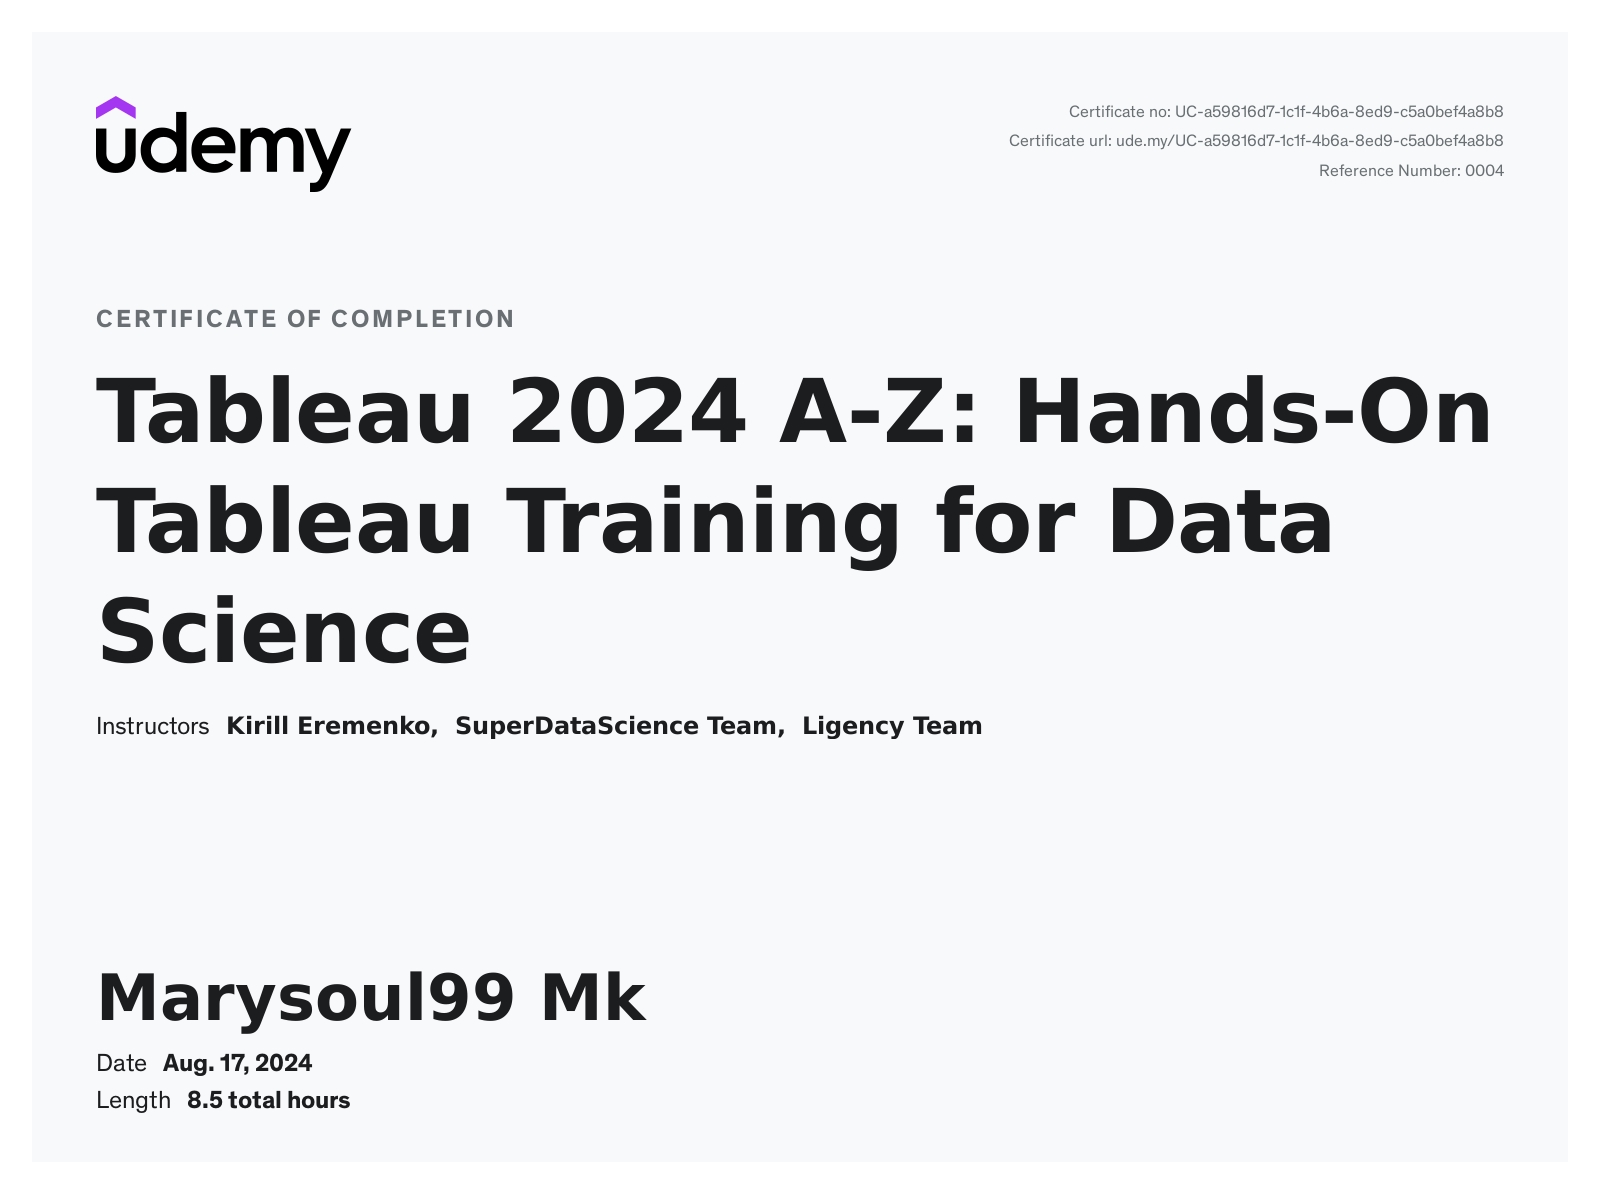 udemy
Certificate no: UC-a59816d7-1c1f-4b6a-8ed9-c5a0bef4a8b8
Certificate url: ude.my/UC-a59816d7-1c1f-4b6a-8ed9-c5a0bef4a8b8
Reference Number: 0004
CERTIFICATE OF COMPLETION
Tableau 2024 A-Z: Hands-On
Tableau Training for Data
Science
Instructors Kirill Eremenko, SuperDataScience Team, Ligency Team
Marysoul99 Mk
Date Aug. 17, 2024
Length 8.5 total hours